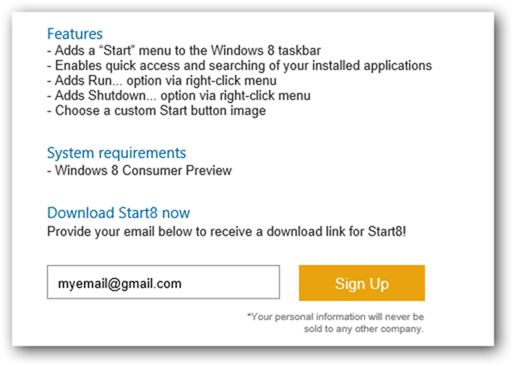 Features
- Adds a “Start” menu to the Windows 8 taskbar
- Enables quick access and searching of your installed applications
- Adds Run... option via right-click menu
- Adds Shutdown... option via right-click menu
- Choose a custom Start button image
System requirements
- Windows 8 Consumer Preview
Download Start8 now
Provide your email below to receive a download link for Start8!
myemail@gmail.com
Sign Up
*Your personal information will never be
sold to any other company.